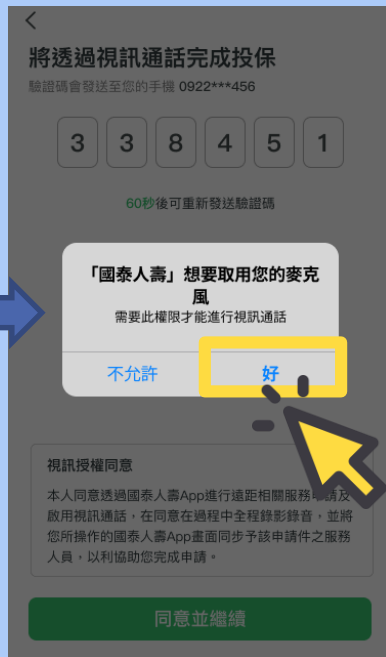 將透過視訊通話完成投保
驗證碼會發送至您的手機 0922***456
3 3 8 4 5 1
60秒後可重新發送驗證碼
「國泰人壽」想要取用您的麥克
風
需要此權限才能進行視訊通話
不允許 好
視訊授權同意
本人同意透過國泰人壽App進行遠距相關服務申請及
啟用視訊通話，在同意在過程中全程錄影錄音，並將
您所操作的國泰人壽App畫面同步予該申請件之服務
人員，以利協助您完成申請。
同意並繼續